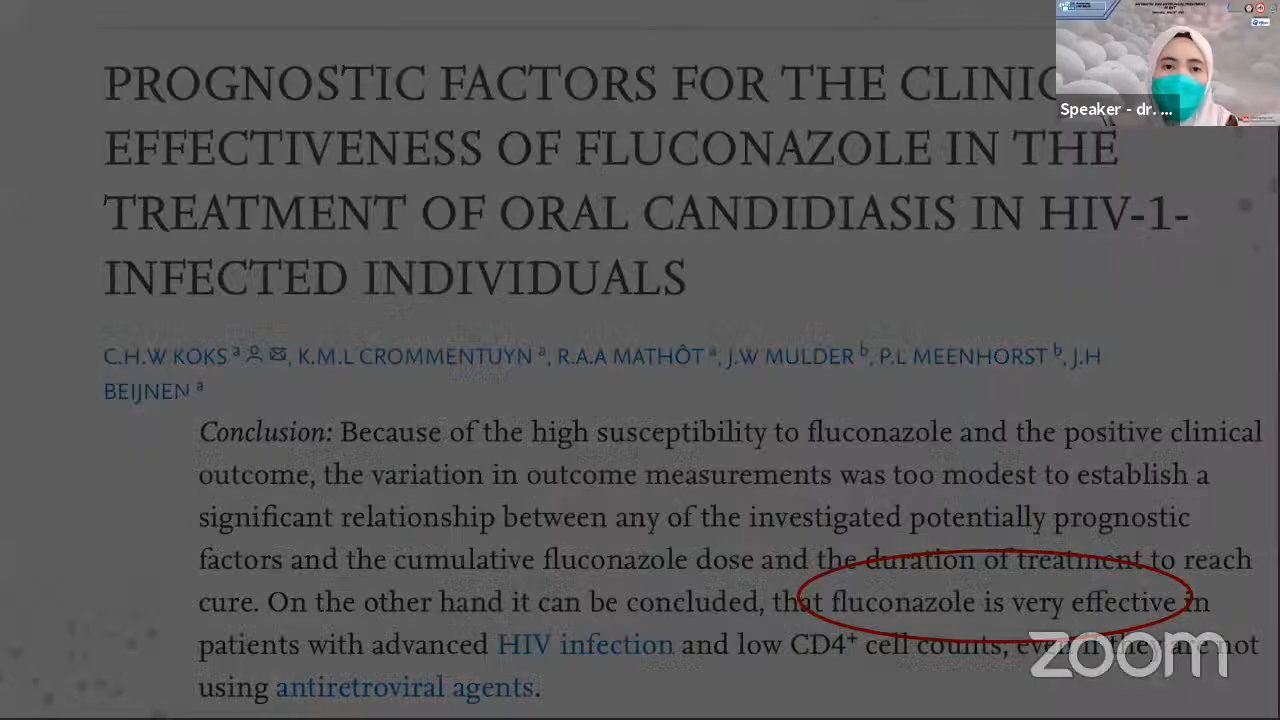 PROGNOSTIC FACTORS FOR THE CLINIC
EFFECTIVENESS OF FLUCONAZOLE IN THE
TREATMENT OF ORAL CANDIDIASIS IN HIV-1-
INFECTED INDIVIDUALS
C.H.W KOKS a, K.M.L CROMMENTUYN a, R.A.A MATHÔT a, J.W MULDER b, P.L MEENHORST b, J.H
BEIJNEN a
Conclusion: Because of the high susceptibility to fluconazole and the positive clinical
outcome, the variation in outcome measurements was too modest to establish a
significant relationship between any of the investigated potentially prognostic
factors and the cumulative fluconazole dose and the duration of treatment to reach
cure. On the other hand it can be concluded, that fluconazole is very effective in
patients with advanced HIV infection and low CD4+ cell counts, even if they are not
using antiretroviral agents.
Speaker - dr. ...
zoom